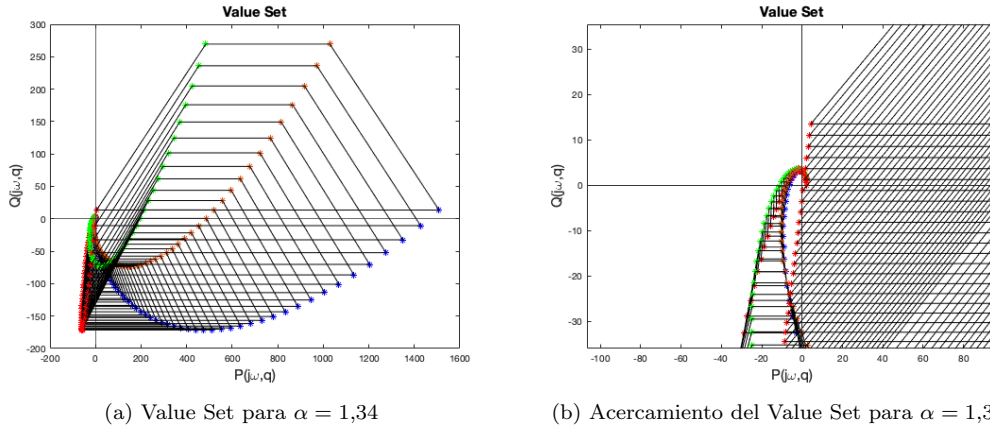 Value Set
300
250
200
150
100
50
0
-50
-100
-150
-200
Q(jω,q)
-200 0 200 400 600 800 1000 1200 1400 1600
P(jω,q)
(a) Value Set para α = 1,34
Value Set
30
20
10
0
-10
-20
-30
Q(jω,q)
-100 -80 -60 -40 -20 0 20 40 60 80
P(jω,q)
(b) Acercamiento del Value Set para α = 1,3